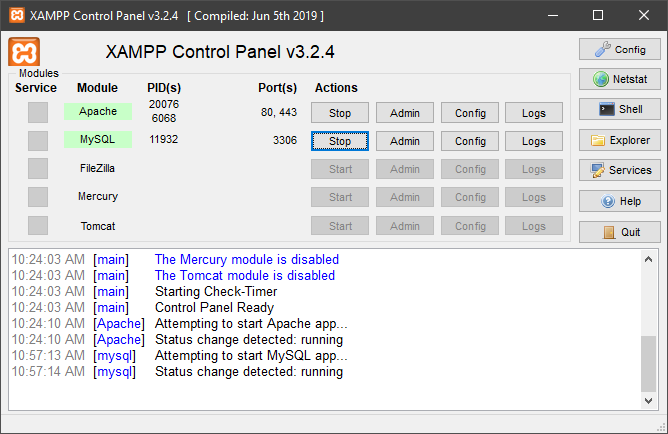 XAMPP Control Panel v3.2.4 [ Compiled: Jun 5th 2019 ]
XAMPP Control Panel v3.2.4
Config
Modules
Service Module PID(s) Port(s) Actions
Netstat
Apache 20076 6068 80, 443 Stop Admin Config Logs
Shell
MySQL 11932 3306 Stop Admin Config Logs
Explorer
FileZilla Start Admin Config Logs
Services
Mercury Start Admin Config Logs
Help
Tomcat Start Admin Config Logs
Quit
10:24:03 AM [main] The Mercury module is disabled
10:24:03 AM [main] The Tomcat module is disabled
10:24:03 AM [main] Starting Check-Timer
10:24:03 AM [main] Control Panel Ready
10:24:10 AM [Apache] Attempting to start Apache app...
10:24:10 AM [Apache] Status change detected: running
10:57:13 AM [mysql] Attempting to start MySQL app...
10:57:14 AM [mysql] Status change detected: running